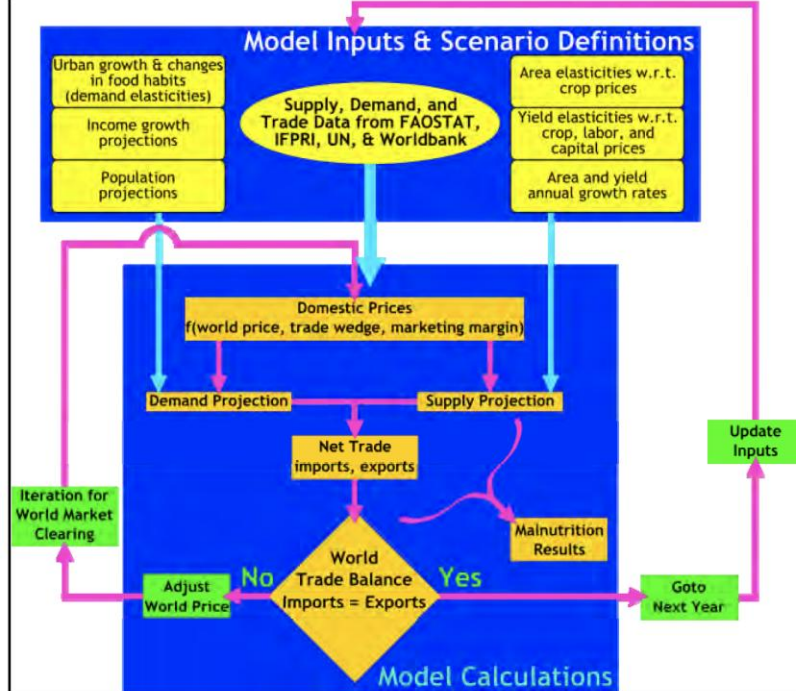 Model Inputs & Scenario Definitions
Urban growth & changes
in food habits
(demand elasticities)
Income growth
projections
Population
projections
Supply, Demand, and
Trade Data from FAOSTAT,
IFPRI, UN, & Worldbank
Area elasticities w.r.t.
crop prices
Yield elasticities w.r.t.
crop, labor, and
capital prices
Area and yield
annual growth rates
Domestic Prices
f(world price, trade wedge, marketing margin)
Demand Projection
Supply Projection
Net Trade
imports, exports
Malnutrition
Results
World
Trade Balance
Imports = Exports
No
Yes
Adjust
World Price
Iteration for
World Market
Clearing
Goto
Next Year
Update
Inputs
Model Calculations